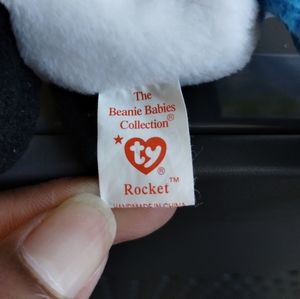 The
Beanie Babies
Collection®
ty®
Rocket™
HANDMADE IN CHINA